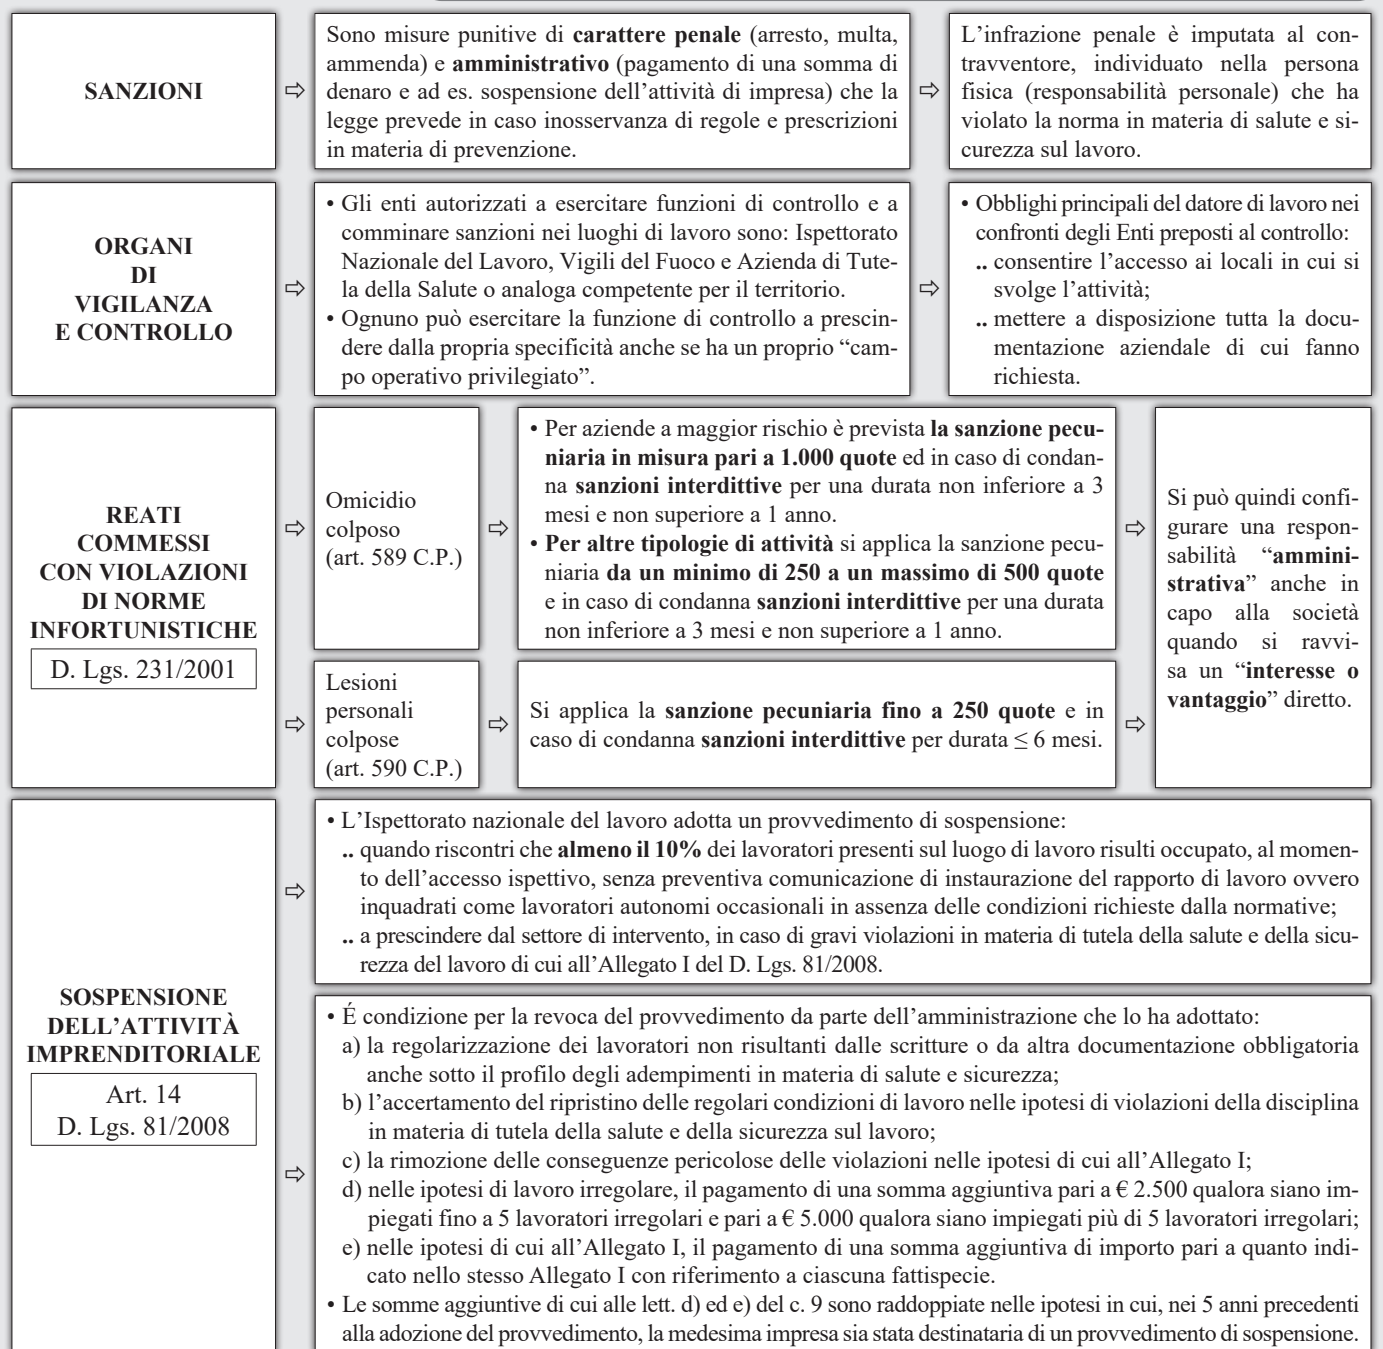 SANZIONI
⇨
Sono misure punitive di carattere penale (arresto, multa,
ammenda) e amministrativo (pagamento di una somma di
denaro e ad es. sospensione dell’attività di impresa) che la
legge prevede in caso inosservanza di regole e prescrizioni
in materia di prevenzione.
⇨
L’infrazione penale è imputata al con-
travventore, individuato nella persona
fisica (responsabilità personale) che ha
violato la norma in materia di salute e si-
curezza sul lavoro.
ORGANI
DI
VIGILANZA
E CONTROLLO
⇨
• Gli enti autorizzati a esercitare funzioni di controllo e a
comminare sanzioni nei luoghi di lavoro sono: Ispettorato
Nazionale del Lavoro, Vigili del Fuoco e Azienda di Tute-
la della Salute o analoga competente per il territorio.
• Ognuno può esercitare la funzione di controllo a prescin-
dere dalla propria specificità anche se ha un proprio “cam-
po operativo privilegiato”.
⇨
• Obblighi principali del datore di lavoro nei
confronti degli Enti preposti al controllo:
.. consentire l’accesso ai locali in cui si
svolge l’attività;
.. mettere a disposizione tutta la docu-
mentazione aziendale di cui fanno
richiesta.
REATI
COMMESSI
CON VIOLAZIONI
DI NORME
INFORTUNISTICHE
D. Lgs. 231/2001
⇨
Omicidio
colposo
(art. 589 C.P.)
⇨
• Per aziende a maggior rischio è prevista la sanzione pecu-
niaria in misura pari a 1.000 quote ed in caso di condan-
na sanzioni interdittive per una durata non inferiore a 3
mesi e non superiore a 1 anno.
• Per altre tipologie di attività si applica la sanzione pecu-
niaria da un minimo di 250 a un massimo di 500 quote
e in caso di condanna sanzioni interdittive per una durata
non inferiore a 3 mesi e non superiore a 1 anno.
⇨
⇨
Lesioni
personali
colpose
(art. 590 C.P.)
⇨
Si applica la sanzione pecuniaria fino a 250 quote e in
caso di condanna sanzioni interdittive per durata ≤ 6 mesi.
⇨
Si può quindi confi-
gurare una respon-
sabilità “ammini-
strativa” anche in
capo alla società
quando si ravvi-
sa un “interesse o
vantaggio” diretto.
SOSPENSIONE
DELL’ATTIVITÀ
IMPRENDITORIALE
Art. 14
D. Lgs. 81/2008
⇨
• L’Ispettorato nazionale del lavoro adotta un provvedimento di sospensione:
.. quando riscontri che almeno il 10% dei lavoratori presenti sul luogo di lavoro risulti occupato, al momen-
to dell’accesso ispettivo, senza preventiva comunicazione di instaurazione del rapporto di lavoro ovvero
inquadrati come lavoratori autonomi occasionali in assenza delle condizioni richieste dalla normative;
.. a prescindere dal settore di intervento, in caso di gravi violazioni in materia di tutela della salute e della sicu-
rezza del lavoro di cui all’Allegato I del D. Lgs. 81/2008.
⇨
• É condizione per la revoca del provvedimento da parte dell’amministrazione che lo ha adottato:
a) la regolarizzazione dei lavoratori non risultanti dalle scritture o da altra documentazione obbligatoria
anche sotto il profilo degli adempimenti in materia di salute e sicurezza;
b) l’accertamento del ripristino delle regolari condizioni di lavoro nelle ipotesi di violazioni della disciplina
in materia di tutela della salute e della sicurezza sul lavoro;
c) la rimozione delle conseguenze pericolose delle violazioni nelle ipotesi di cui all’Allegato I;
d) nelle ipotesi di lavoro irregolare, il pagamento di una somma aggiuntiva pari a € 2.500 qualora siano im-
piegati fino a 5 lavoratori irregolari e pari a € 5.000 qualora siano impiegati più di 5 lavoratori irregolari;
e) nelle ipotesi di cui all’Allegato I, il pagamento di una somma aggiuntiva di importo pari a quanto indi-
cato nello stesso Allegato I con riferimento a ciascuna fattispecie.
• Le somme aggiuntive di cui alle lett. d) ed e) del c. 9 sono raddoppiate nelle ipotesi in cui, nei 5 anni precedenti
alla adozione del provvedimento, la medesima impresa sia stata destinataria di un provvedimento di sospensione.